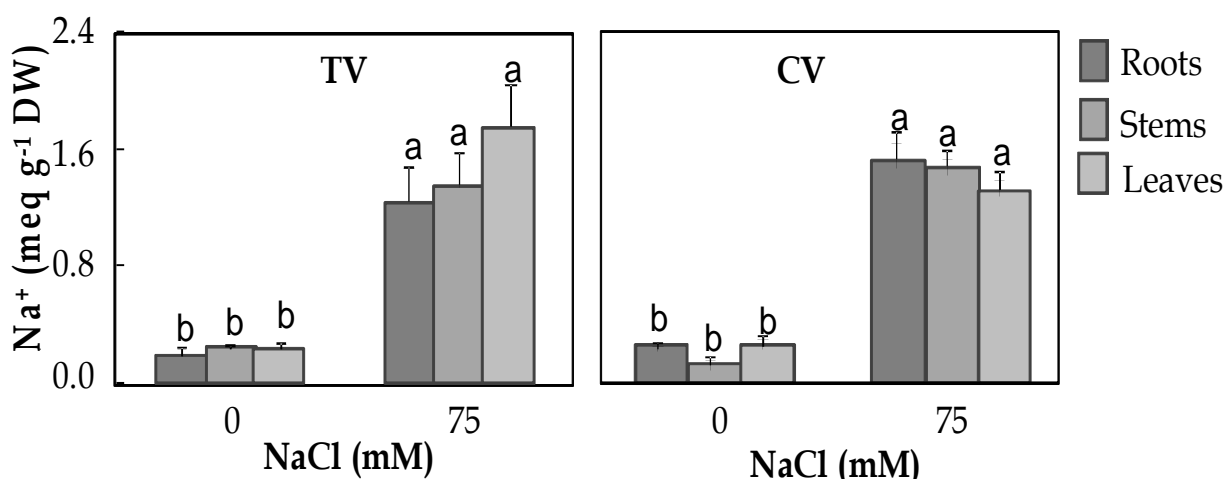 2.4
1.6
0.8
0.0
Na⁺ (meq g⁻¹ DW)
TV
a
a
a
b
b
b
0
75
NaCl (mM)
CV
a
a
a
b
b
b
0
75
NaCl (mM)
Roots
Stems
Leaves